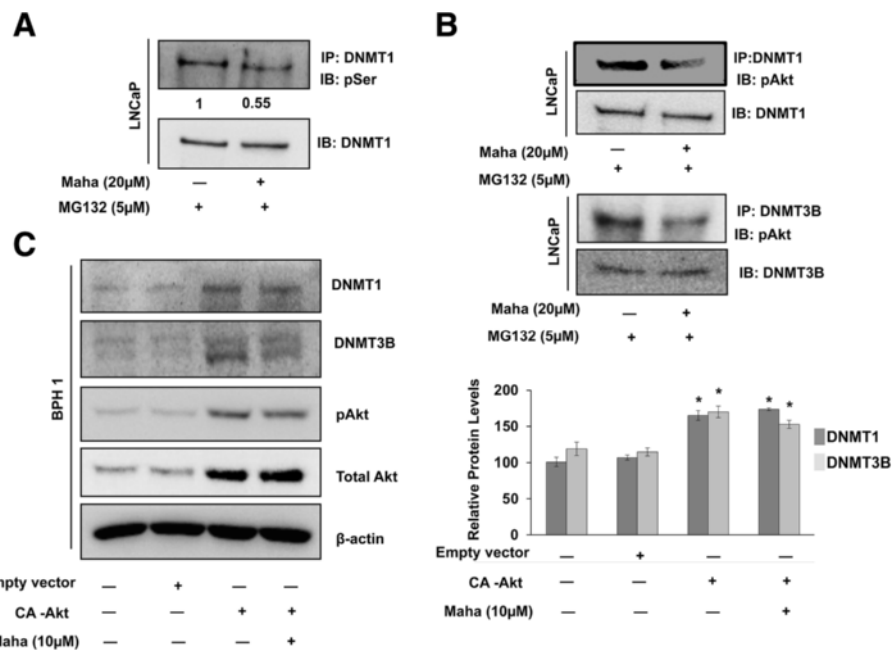 A
LNCaP
IP: DNMT1
IB: pSer
1 0.55
IB: DNMT1
Maha (20µM) — +
MG132 (5µM) + +
B
LNCaP
IP:DNMT1
IB: pAkt
IB: DNMT1
Maha (20µM) — +
MG132 (5µM) + +
LNCaP
IP: DNMT3B
IB: pAkt
IB: DNMT3B
Maha (20µM) — +
MG132 (5µM) + +
C
BPH 1
DNMT1
DNMT3B
pAkt
Total Akt
β-actin
mpty vector — + — —
CA -Akt — — + +
Maha (10µM) — — — +
Relative Protein Levels
200
150
100
50
0
* * * *
DNMT1
DNMT3B
Empty vector — + — —
CA -Akt — — + +
Maha (10µM) — — — +